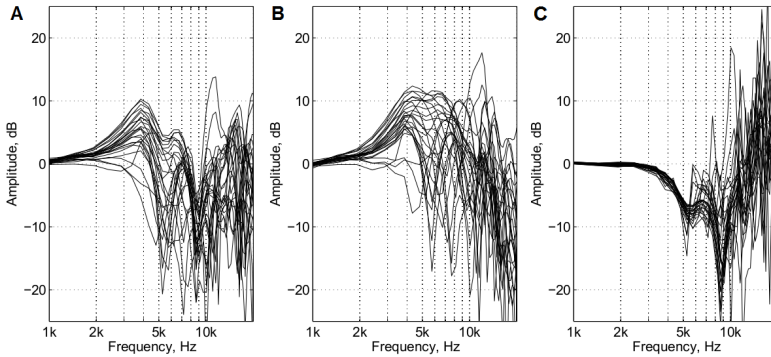 A
B
C
20
10
0
−10
−20
Amplitude, dB
1k
2k
5k
10k
Frequency, Hz
20
10
0
−10
−20
Amplitude, dB
1k
2k
5k
10k
Frequency, Hz
20
10
0
−10
−20
Amplitude, dB
1k
2k
5k
10k
Frequency, Hz